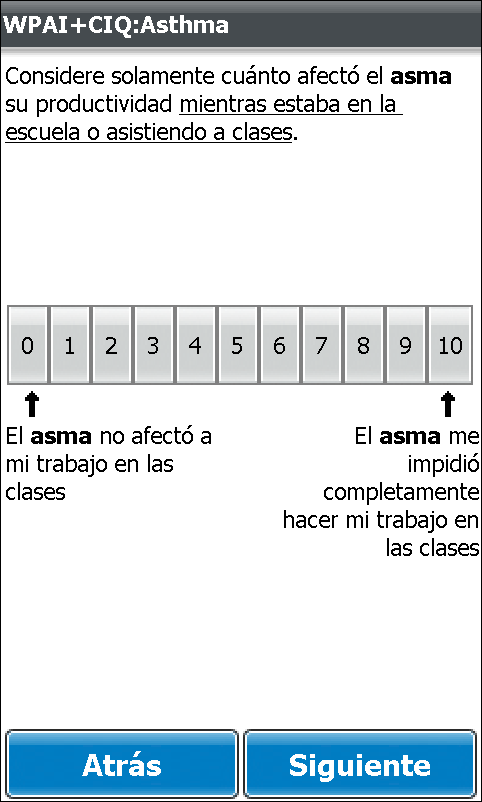 WPAI+CIQ:Asthma
Considere solamente cuánto afectó el asma
su productividad mientras estaba en la
escuela o asistiendo a clases.
0 1 2 3 4 5 6 7 8 9 10
El asma no afectó a
mi trabajo en las
clases
El asma me
impidió
completamente
hacer mi trabajo en
las clases
Atrás Siguiente